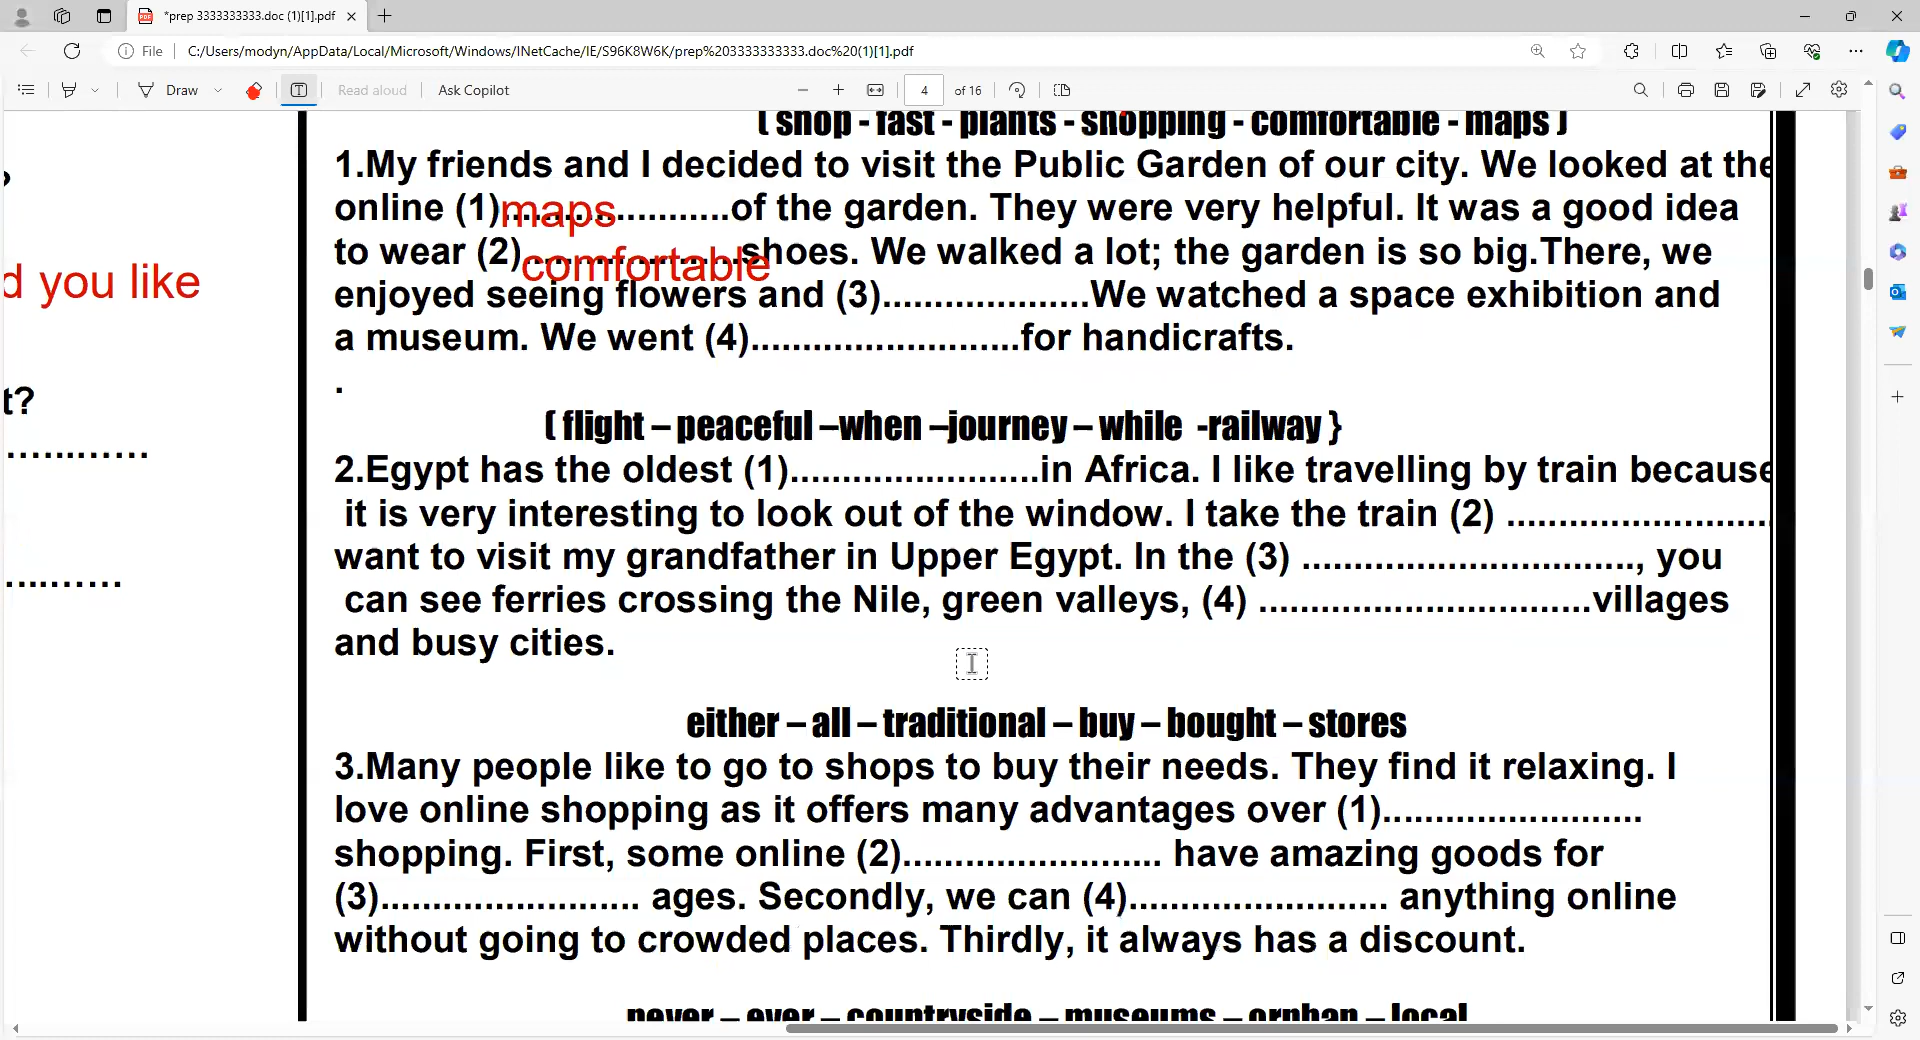 *prep 3333333333.doc (1)[1].pdf
File
C:/Users/modyn/AppData/Local/Microsoft/Windows/INetCache/IE/S96K8W6K/prep%203333333333.doc%20(1)[1].pdf
Draw
Read aloud
Ask Copilot
4 of 16
( shop - fast - plants - shopping - comfortable - maps )
?
1.My friends and I decided to visit the Public Garden of our city. We looked at the
online (1)......................of the garden. They were very helpful. It was a good idea
maps
to wear (2).....................shoes. We walked a lot; the garden is so big.There, we
comfortable
d you like
enjoyed seeing flowers and (3)....................We watched a space exhibition and
a museum. We went (4)..........................for handicrafts.
.
t?
( flight – peaceful –when –journey – while -railway }
2.Egypt has the oldest (1)........................in Africa. I like travelling by train because
it is very interesting to look out of the window. I take the train (2) ..........................
want to visit my grandfather in Upper Egypt. In the (3) ................................, you
can see ferries crossing the Nile, green valleys, (4) ................................villages
and busy cities.
either – all – traditional – buy – bought – stores
3.Many people like to go to shops to buy their needs. They find it relaxing. I
love online shopping as it offers many advantages over (1).........................
shopping. First, some online (2)......................... have amazing goods for
(3)......................... ages. Secondly, we can (4)......................... anything online
without going to crowded places. Thirdly, it always has a discount.
never – ever – countryside – museums – orphan – local